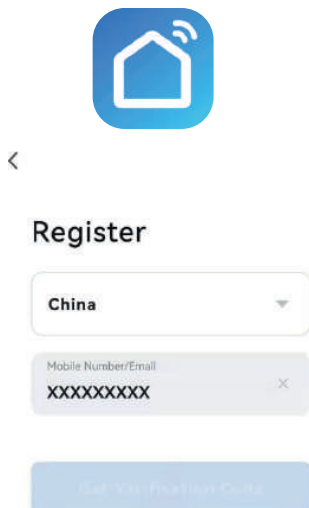 Register
China
Mobile Number/Email
XXXXXXXXX
Get Verification Code